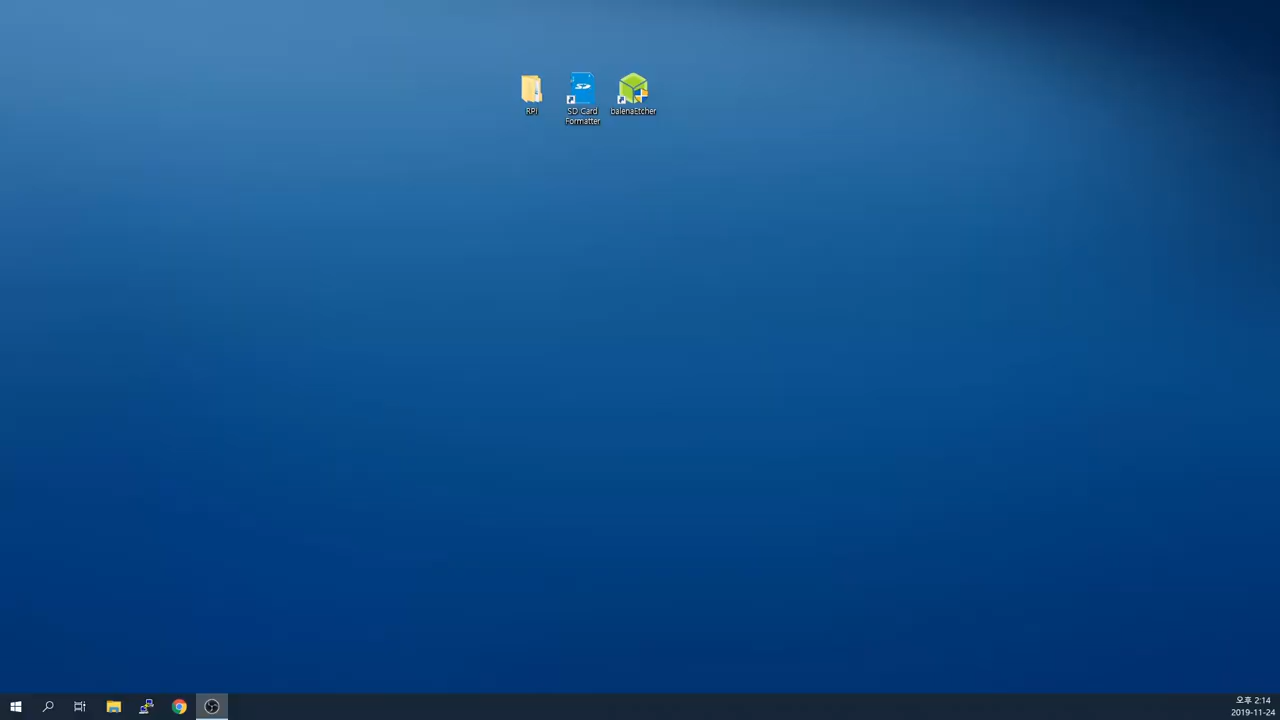 RPI
SD Card
Formatter
balenaEtcher
오후 2:14
2019-11-24